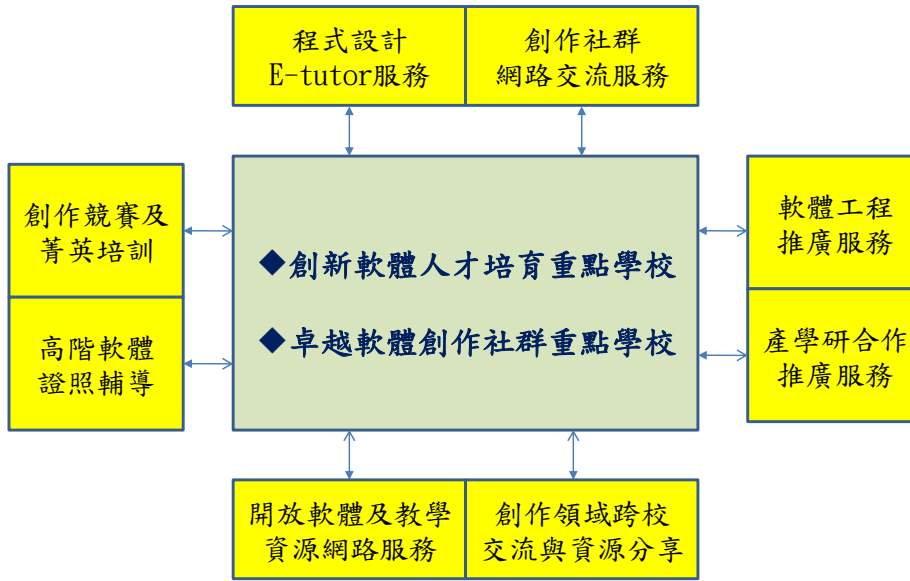 程式設計
E-tutor服務
創作社群
網路交流服務
創作競賽及
菁英培訓
高階軟體
證照輔導
◆創新軟體人才培育重點學校
◆卓越軟體創作社群重點學校
軟體工程
推廣服務
產學研合作
推廣服務
開放軟體及教學
資源網路服務
創作領域跨校
交流與資源分享